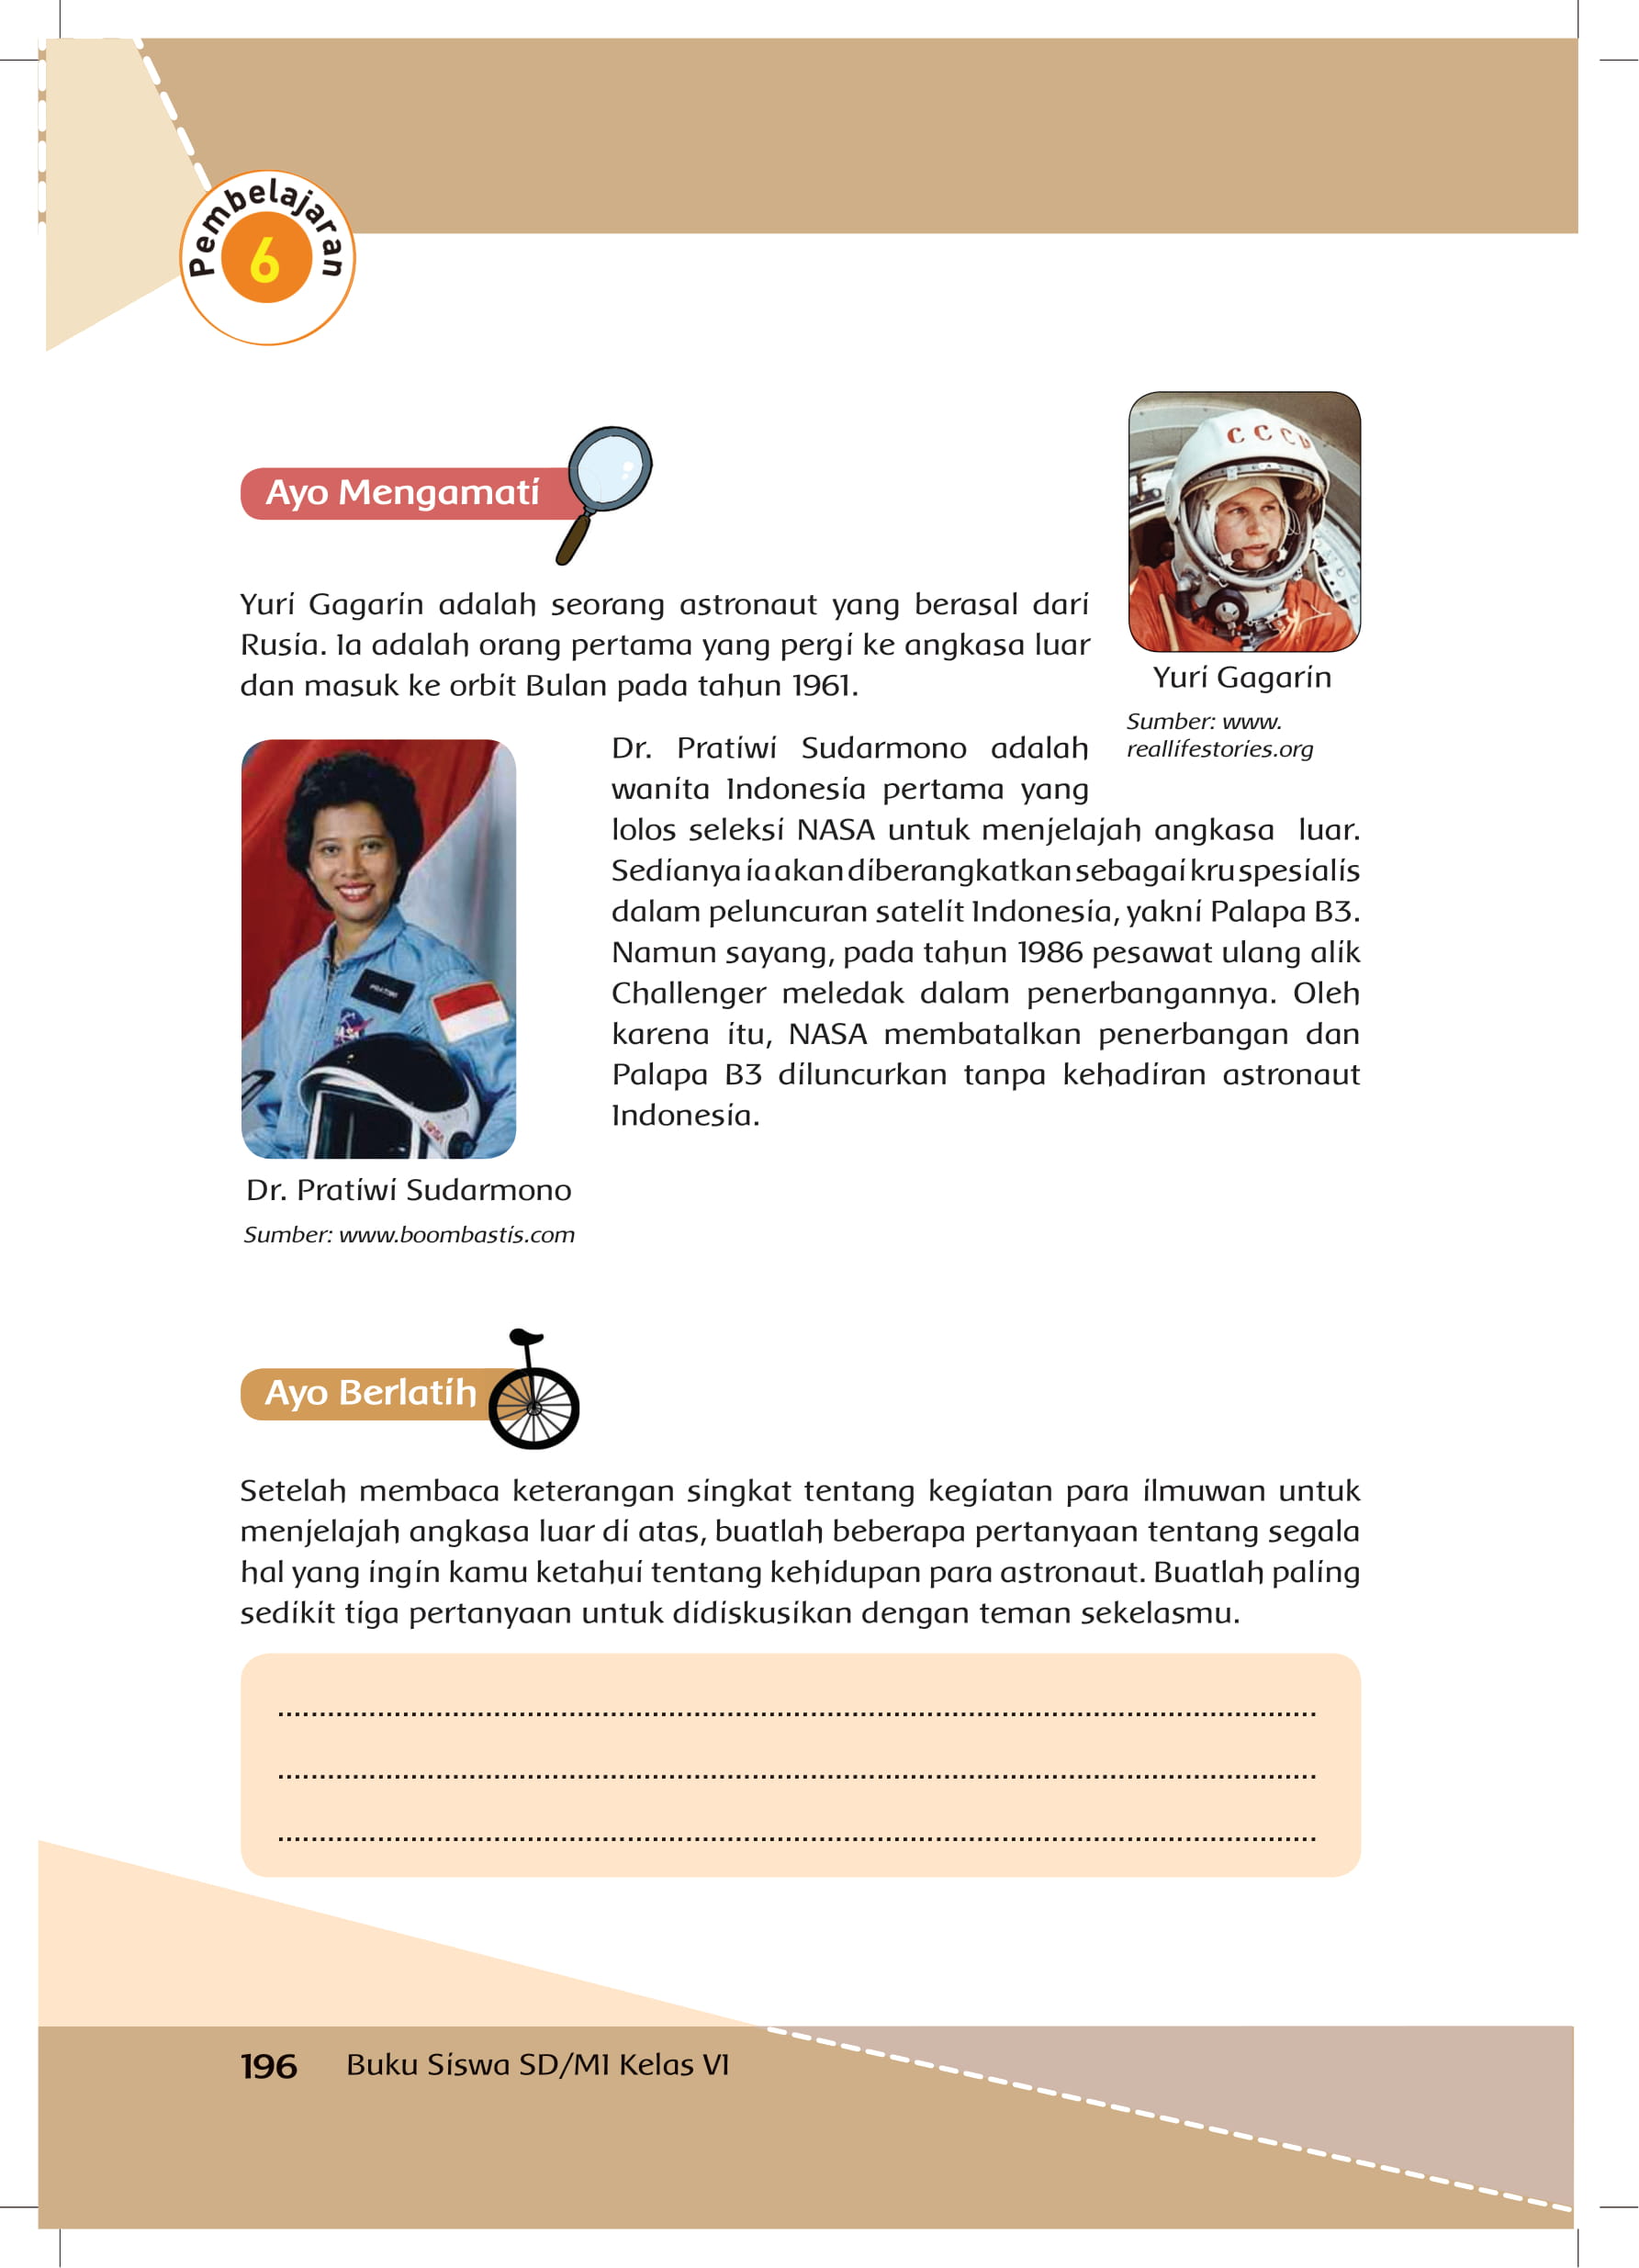 Pembelajaran
6
Ayo Mengamati
CCCP
Yuri Gagarin adalah seorang astronaut yang berasal dari
Rusia. Ia adalah orang pertama yang pergi ke angkasa luar
dan masuk ke orbit Bulan pada tahun 1961.
Yuri Gagarin
Sumber: www.
reallifestories.org
Dr. Pratiwi Sudarmono adalah
wanita Indonesia pertama yang
lolos seleksi NASA untuk menjelajah angkasa luar.
Sedianya ia akan diberangkatkan sebagai kru spesialis
dalam peluncuran satelit Indonesia, yakni Palapa B3.
Namun sayang, pada tahun 1986 pesawat ulang alik
Challenger meledak dalam penerbangannya. Oleh
karena itu, NASA membatalkan penerbangan dan
Palapa B3 diluncurkan tanpa kehadiran astronaut
Indonesia.
Dr. Pratiwi Sudarmono
Sumber: www.boombastis.com
Ayo Berlatih
Setelah membaca keterangan singkat tentang kegiatan para ilmuwan untuk
menjelajah angkasa luar di atas, buatlah beberapa pertanyaan tentang segala
hal yang ingin kamu ketahui tentang kehidupan para astronaut. Buatlah paling
sedikit tiga pertanyaan untuk didiskusikan dengan teman sekelasmu.
196 Buku Siswa SD/MI Kelas VI